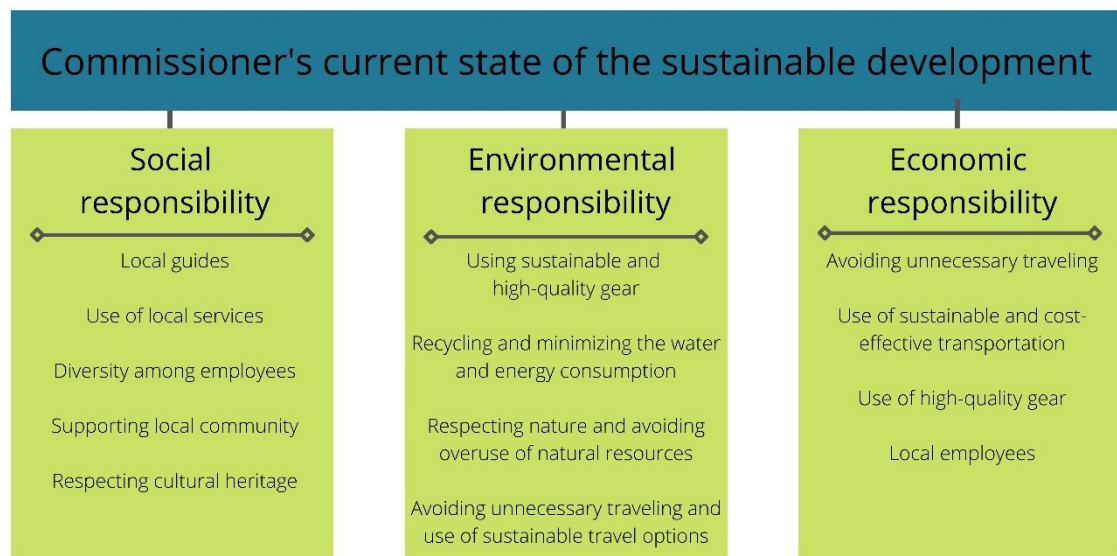 Commissioner's current state of the sustainable development
Social
responsibility
Local guides
Use of local services
Diversity among employees
Supporting local community
Respecting cultural heritage
Environmental
responsibility
Using sustainable and
high-quality gear
Recycling and minimizing the water
and energy consumption
Respecting nature and avoiding
overuse of natural resources
Avoiding unnecessary traveling and
use of sustainable travel options
Economic
responsibility
Avoiding unnecessary traveling
Use of sustainable and cost-
effective transportation
Use of high-quality gear
Local employees